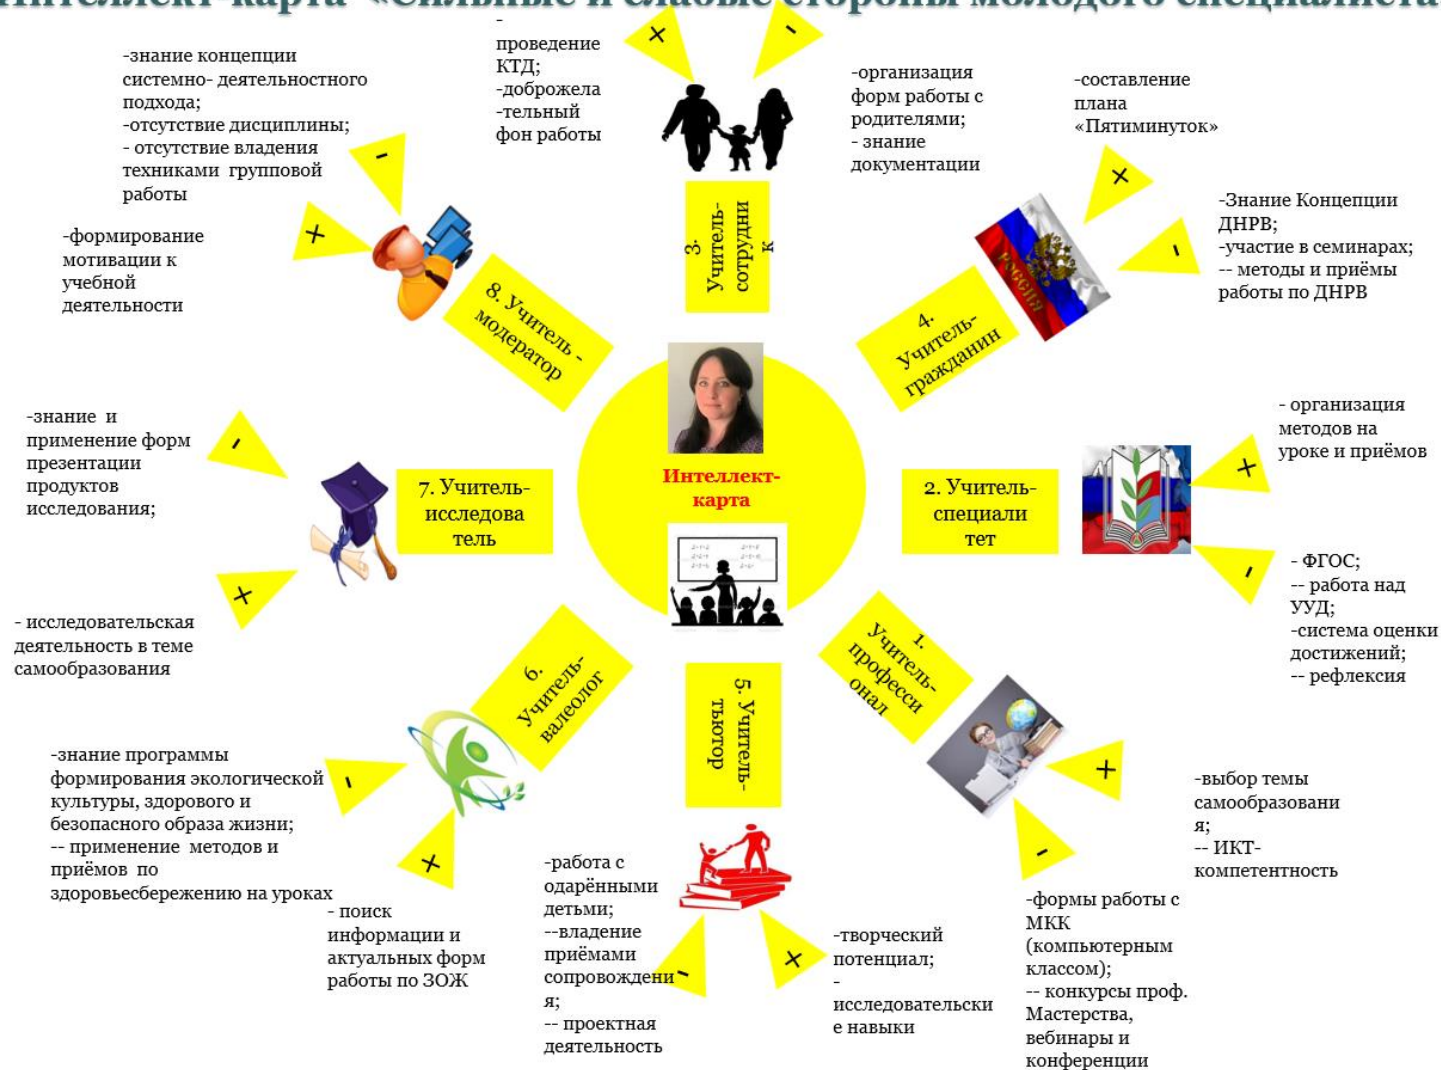 Интеллект-карта «Сильные и слабые стороны молодого специалиста
-
проведение
КТД;
-доброжела
-тельный
фон работы
+
-
-организация
форм работы с
родителями;
- знание
документации
3.
Учитель-
сотрудни
к
-составление
плана
«Пятиминуток»
+
-
-Знание Концепции
ДНРВ;
-участие в семинарах;
-- методы и приёмы
работы по ДНРВ
РОССИЯ
4.
Учитель-
гражданин
-знание концепции
системно- деятельностного
подхода;
-отсутствие дисциплины;
- отсутствие владения
техниками групповой
работы
-
+
-формирование
мотивации к
учебной
деятельности
8. Учитель -
модератор
Интеллект-
карта
- организация
методов на
уроке и приёмов
+
2. Учитель-
специали
тет
-
- ФГОС;
-- работа над
УУД;
-система оценки
достижений;
-- рефлексия
-знание и
применение форм
презентации
продуктов
исследования;
-
7. Учитель-
исследова
тель
+
- исследовательская
деятельность в теме
самообразования
6.
Учитель-
валеолог
-знание программы
формирования экологической
культуры, здорового и
безопасного образа жизни;
-- применение методов и
приёмов по
здоровьесбережению на уроках
-
+
- поиск
информации и
актуальных форм
работы по ЗОЖ
5. Учитель-
тьютор
-работа с
одарёнными
детьми;
--владение
приёмами
сопровождени
я;
-- проектная
деятельность
-
+
-творческий
потенциал;
-
исследовательски
е навыки
1.
Учитель-
професси
онал
+
-выбор темы
самообразовани
я;
-- ИКТ-
компетентность
-
-формы работы с
МКК
(компьютерным
классом);
-- конкурсы проф.
Мастерства,
вебинары и
конференции